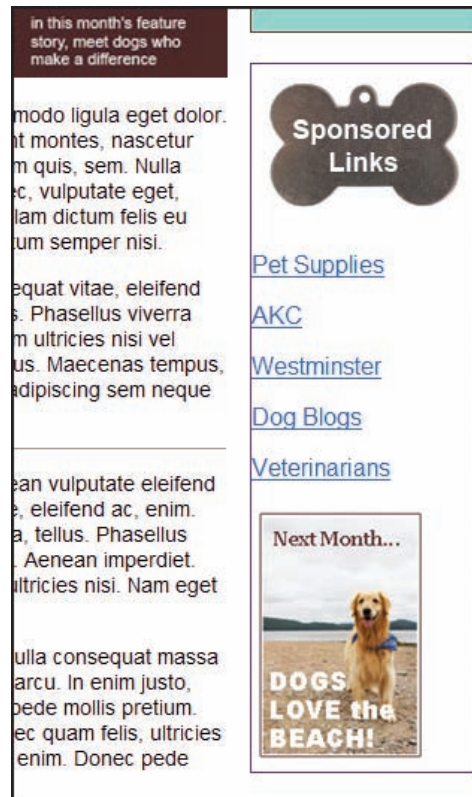 in this month's feature
story, meet dogs who
make a difference
modo ligula eget dolor.
nt montes, nascetur
m quis, sem. Nulla
ec, vulputate eget,
lam dictum felis eu
tum semper nisi.
equat vitae, eleifend
s. Phasellus viverra
m ultricies nisi vel
us. Maecenas tempus,
adipiscing sem neque
ean vulputate eleifend
e, eleifend ac, enim.
a, tellus. Phasellus
. Aenean imperdiet.
ultricies nisi. Nam eget
ulla consequat massa
arcu. In enim justo,
pede mollis pretium.
ec quam felis, ultricies
enim. Donec pede
Sponsored
Links
Pet Supplies
AKC
Westminster
Dog Blogs
Veterinarians
Next Month...
DOGS
LOVE the
BEACH!